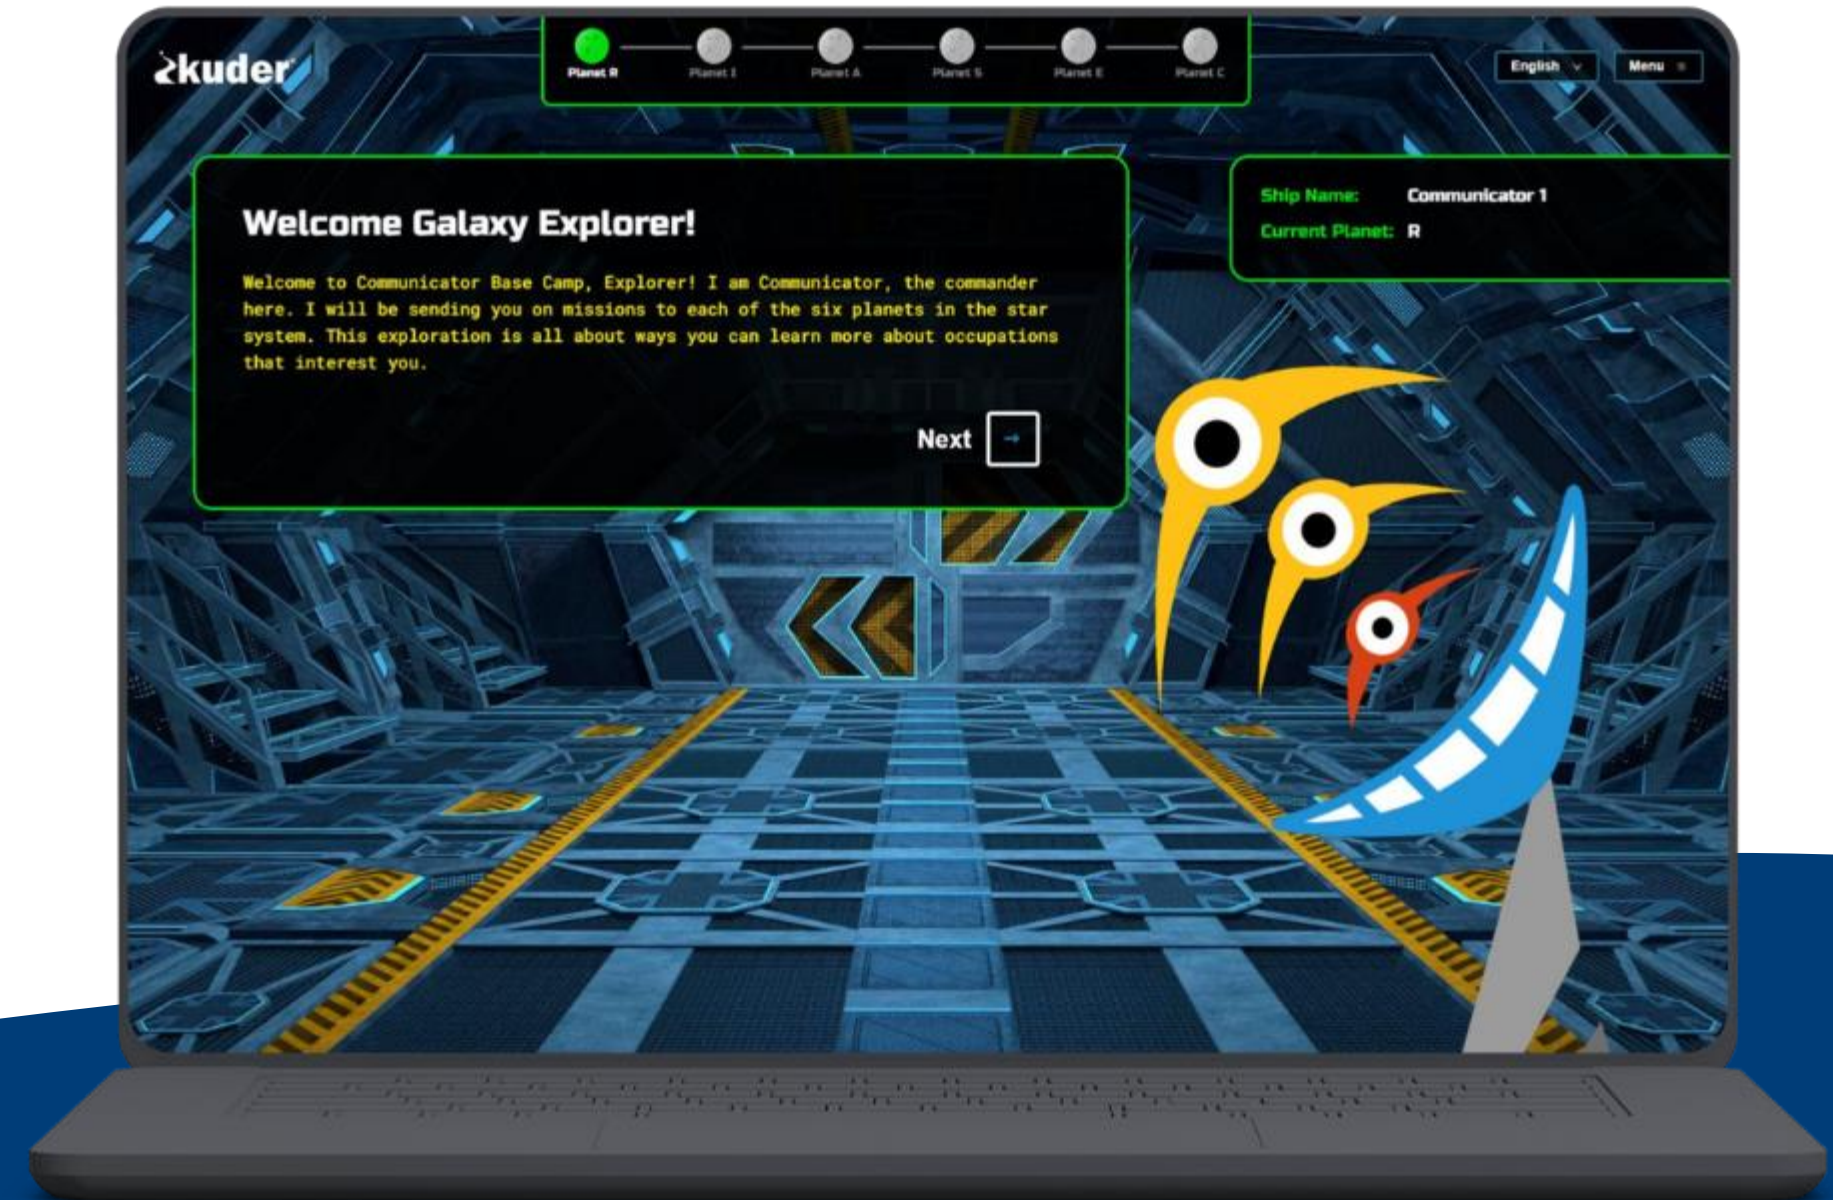 kuder
Planet R
Planet I
Planet A
Planet S
Planet E
Planet C
English
Menu
Welcome Galaxy Explorer!
Welcome to Communicator Base Camp, Explorer! I am Communicator, the commander
here. I will be sending you on missions to each of the six planets in the star
system. This exploration is all about ways you can learn more about occupations
that interest you.
Next
Ship Name: Communicator 1
Current Planet: R